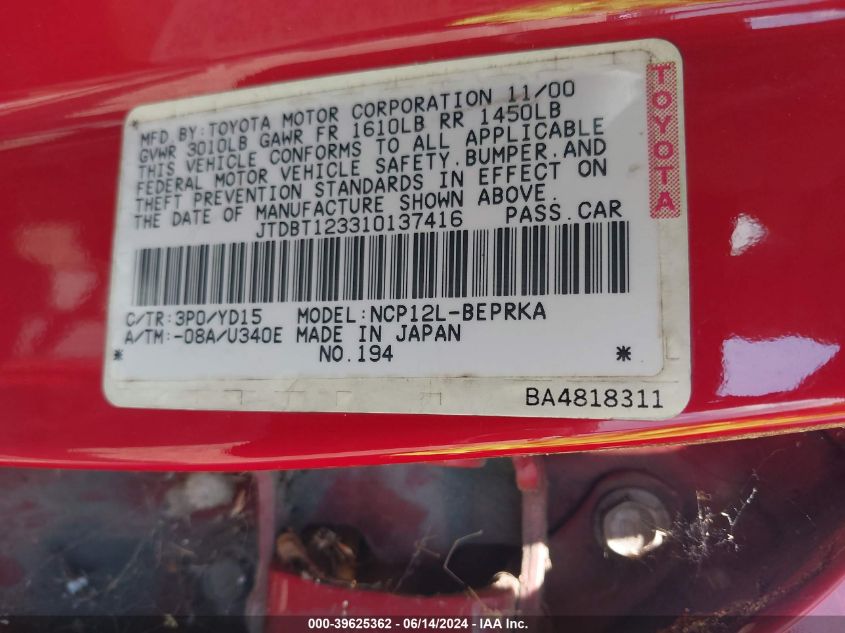 MFD BY:TOYOTA MOTOR CORPORATION 11/00
GVWR 3010LB GAWR FR 1610LB RR 1450LB
THIS VEHICLE CONFORMS TO ALL APPLICABLE
FEDERAL MOTOR VEHICLE SAFETY,BUMPER,AND
THEFT PREVENTION STANDARDS IN EFFECT ON
THE DATE OF MANUFACTURE SHOWN ABOVE.
JTDBT123310137416 PASS.CAR
TOYOTA
C/TR:3P0/YD15 MODEL:NCP12L-BEPRKA
A/TM:-08A/U340E MADE IN JAPAN
* NO.194 *
BA4818311
000-39625362 - 06/14/2024 - IAA Inc.